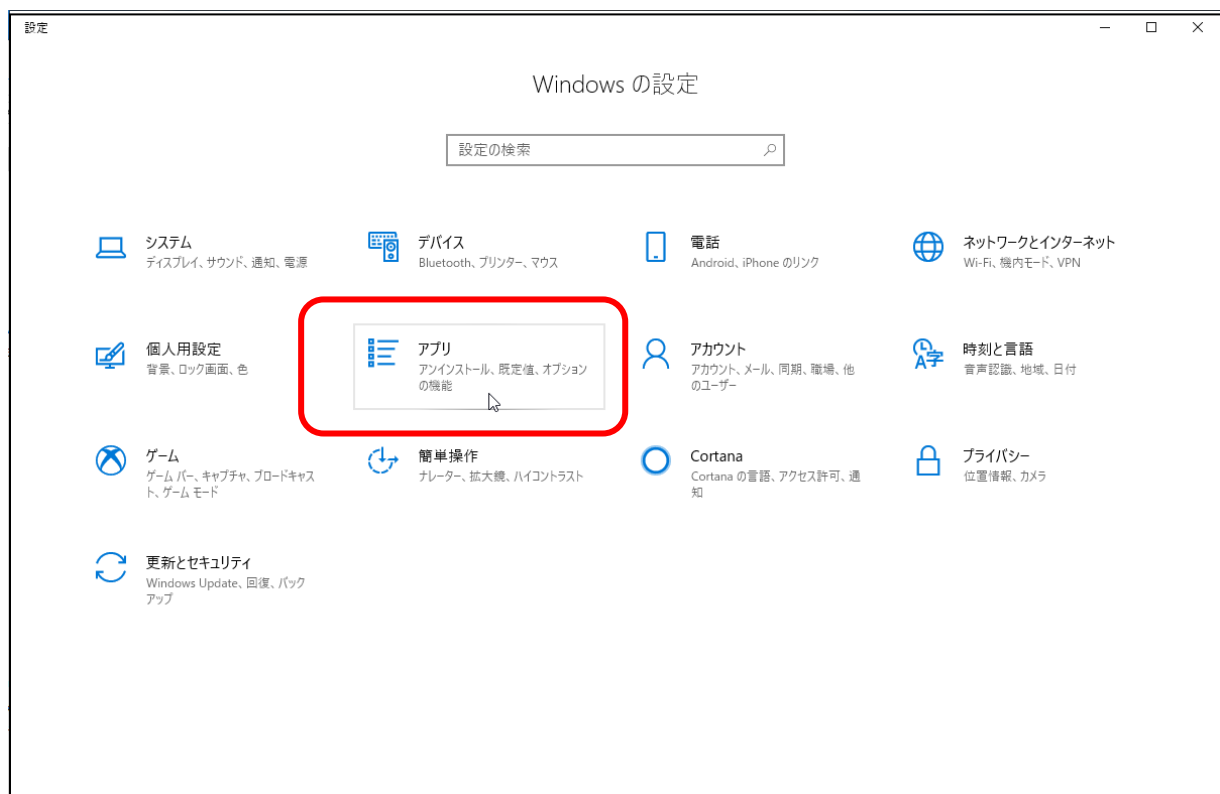 設定
Windows の設定
設定の検索
システム
ディスプレイ、サウンド、通知、電源
デバイス
Bluetooth、プリンター、マウス
電話
Android、iPhone のリンク
ネットワークとインターネット
Wi-Fi、機内モード、VPN
個人用設定
背景、ロック画面、色
アプリ
アンインストール、既定値、オプション
の機能
アカウント
アカウント、メール、同期、職場、他
のユーザー
時刻と言語
音声認識、地域、日付
ゲーム
ゲーム バー、キャプチャ、ブロードキャス
ト、ゲーム モード
簡単操作
ナレーター、拡大鏡、ハイコントラスト
Cortana
Cortana の言語、アクセス許可、通
知
プライバシー
位置情報、カメラ
更新とセキュリティ
Windows Update、回復、バック
アップ